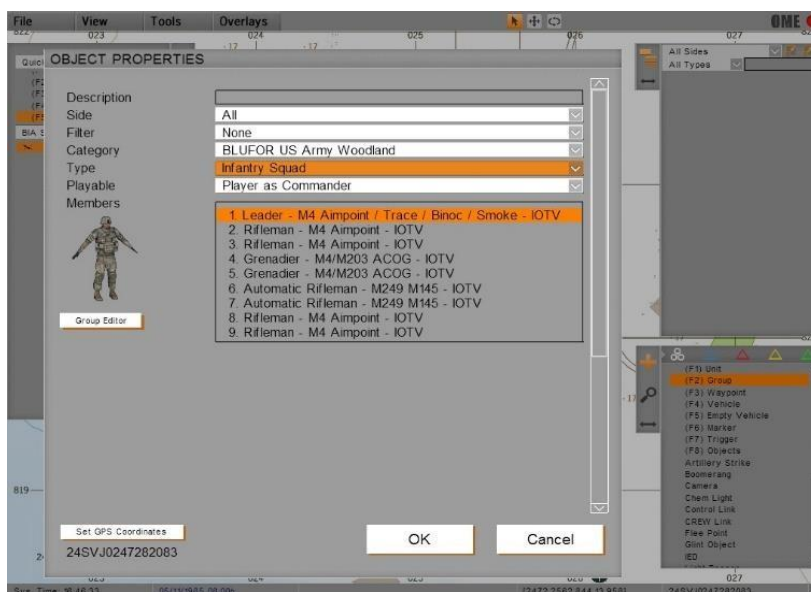 File View Tools Overlays OME
822 023 024 025 026 027
17 17
OBJECT PROPERTIES
All Sides
All Types
Description
Side All
Filter None
Category BLUFOR US Army Woodland
Type Infantry Squad
Playable Player as Commander
Members
1. Leader - M4 Aimpoint / Trace / Binoc / Smoke - IOTV
2. Rifleman - M4 Aimpoint - IOTV
3. Rifleman - M4 Aimpoint - IOTV
4. Grenadier - M4/M203 ACOG - IOTV
5. Grenadier - M4/M203 ACOG - IOTV
6. Automatic Rifleman - M249 M145 - IOTV
7. Automatic Rifleman - M249 M145 - IOTV
8. Rifleman - M4 Aimpoint - IOTV
9. Rifleman - M4 Aimpoint - IOTV
Group Editor
(F1) Unit
(F2) Group
(F3) Waypoint
(F4) Vehicle
(F5) Empty Vehicle
(F6) Marker
(F7) Trigger
(F8) Objects
Artillery Strike
Boomerang
Camera
Chem Light
Control Link
CREW Link
Flee Point
Glint Object
IED
819
Set GPS Coordinates OK Cancel
24SVJ0247282083
027